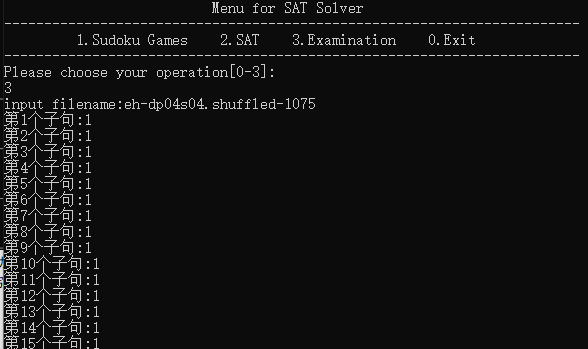 Menu for SAT Solver
--------------------------------------------------------------------------
1.Sudoku Games 2.SAT 3.Examination 0.Exit
--------------------------------------------------------------------------
Please choose your operation[0-3]:
3
input filename:eh-dp04s04.shuffled-1075
第1个子句:1
第2个子句:1
第3个子句:1
第4个子句:1
第5个子句:1
第6个子句:1
第7个子句:1
第8个子句:1
第9个子句:1
第10个子句:1
第11个子句:1
第12个子句:1
第13个子句:1
第14个子句:1
第15个子句:1